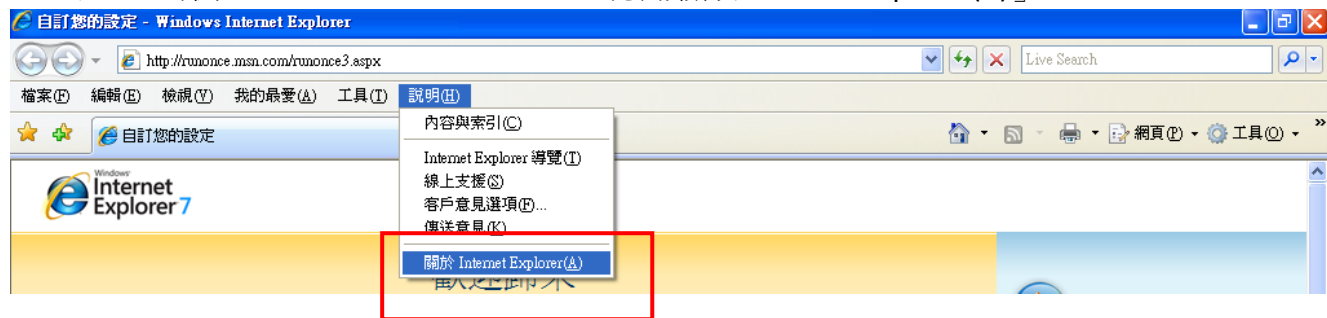 自訂您的設定 - Windows Internet Explorer
http://runonce.msn.com/runonce3.aspx
Live Search
檔案(F) 編輯(E) 檢視(V) 我的最愛(A) 工具(T) 說明(H)
自訂您的設定
網頁(P) 工具(O) »
內容與索引(C)
Internet Explorer 導覽(T)
線上支援(S)
客戶意見選項(F)...
傳送意見(K)
關於 Internet Explorer(A)
Windows
Internet
Explorer 7